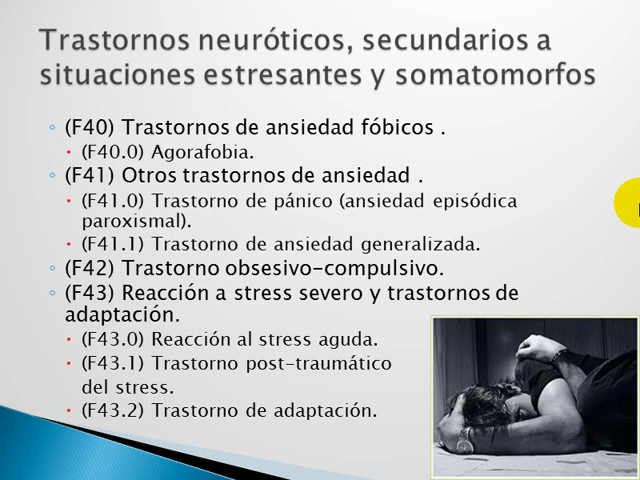 Trastornos neuróticos, secundarios a
situaciones estresantes y somatomorfos
(F40) Trastornos de ansiedad fóbicos .
(F40.0) Agorafobia.
(F41) Otros trastornos de ansiedad .
(F41.0) Trastorno de pánico (ansiedad episódica
paroxismal).
(F41.1) Trastorno de ansiedad generalizada.
(F42) Trastorno obsesivo-compulsivo.
(F43) Reacción a stress severo y trastornos de
adaptación.
(F43.0) Reacción al stress aguda.
(F43.1) Trastorno post-traumático
del stress.
(F43.2) Trastorno de adaptación.